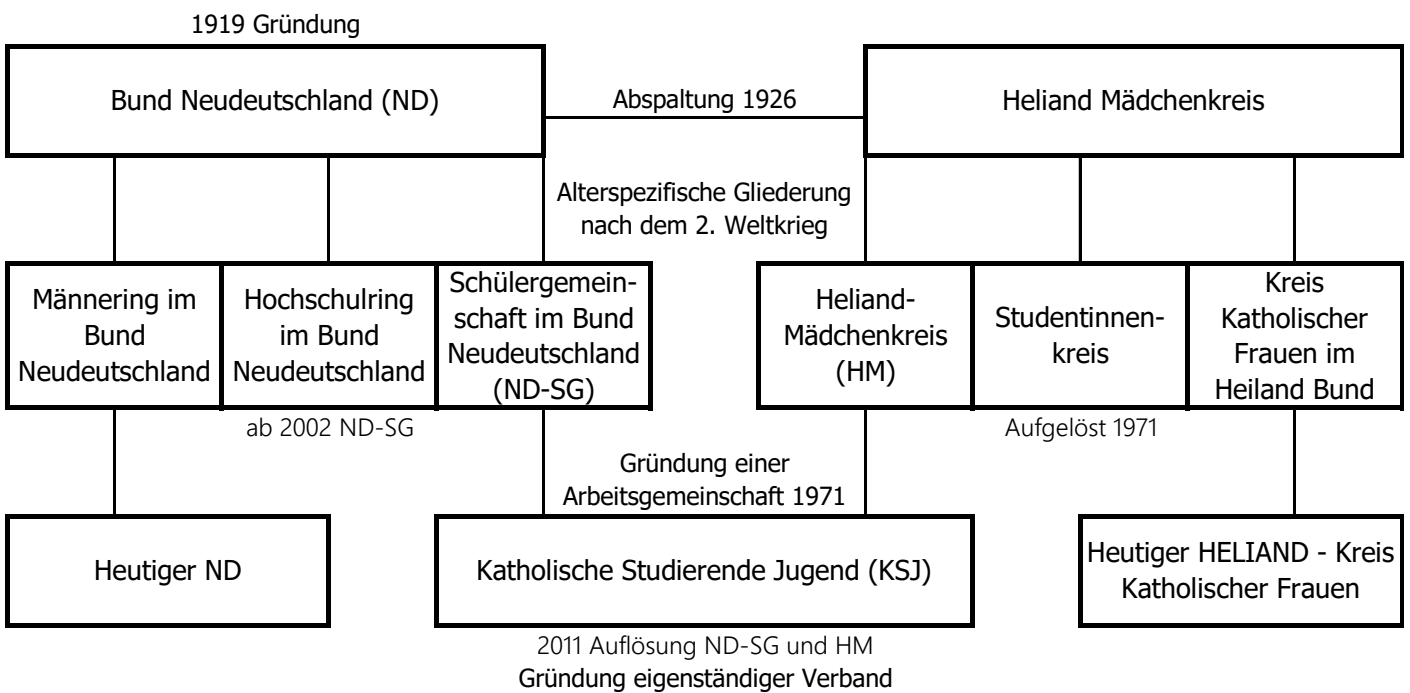 1919 Gründung
Bund Neudeutschland (ND)
Abspaltung 1926
Heliand Mädchenkreis
Alterspezifische Gliederung
nach dem 2. Weltkrieg
Männering im
Bund
Neudeutschland
Hochschulring
im Bund
Neudeutschland
Schülergemein-
schaft im Bund
Neudeutschland
(ND-SG)
Heliand-
Mädchenkreis
(HM)
Studentinnen-
kreis
Kreis
Katholischer
Frauen im
Heiland Bund
ab 2002 ND-SG
Aufgelöst 1971
Gründung einer
Arbeitsgemeinschaft 1971
Heutiger ND
Katholische Studierende Jugend (KSJ)
Heutiger HELIAND - Kreis
Katholischer Frauen
2011 Auflösung ND-SG und HM
Gründung eigenständiger Verband